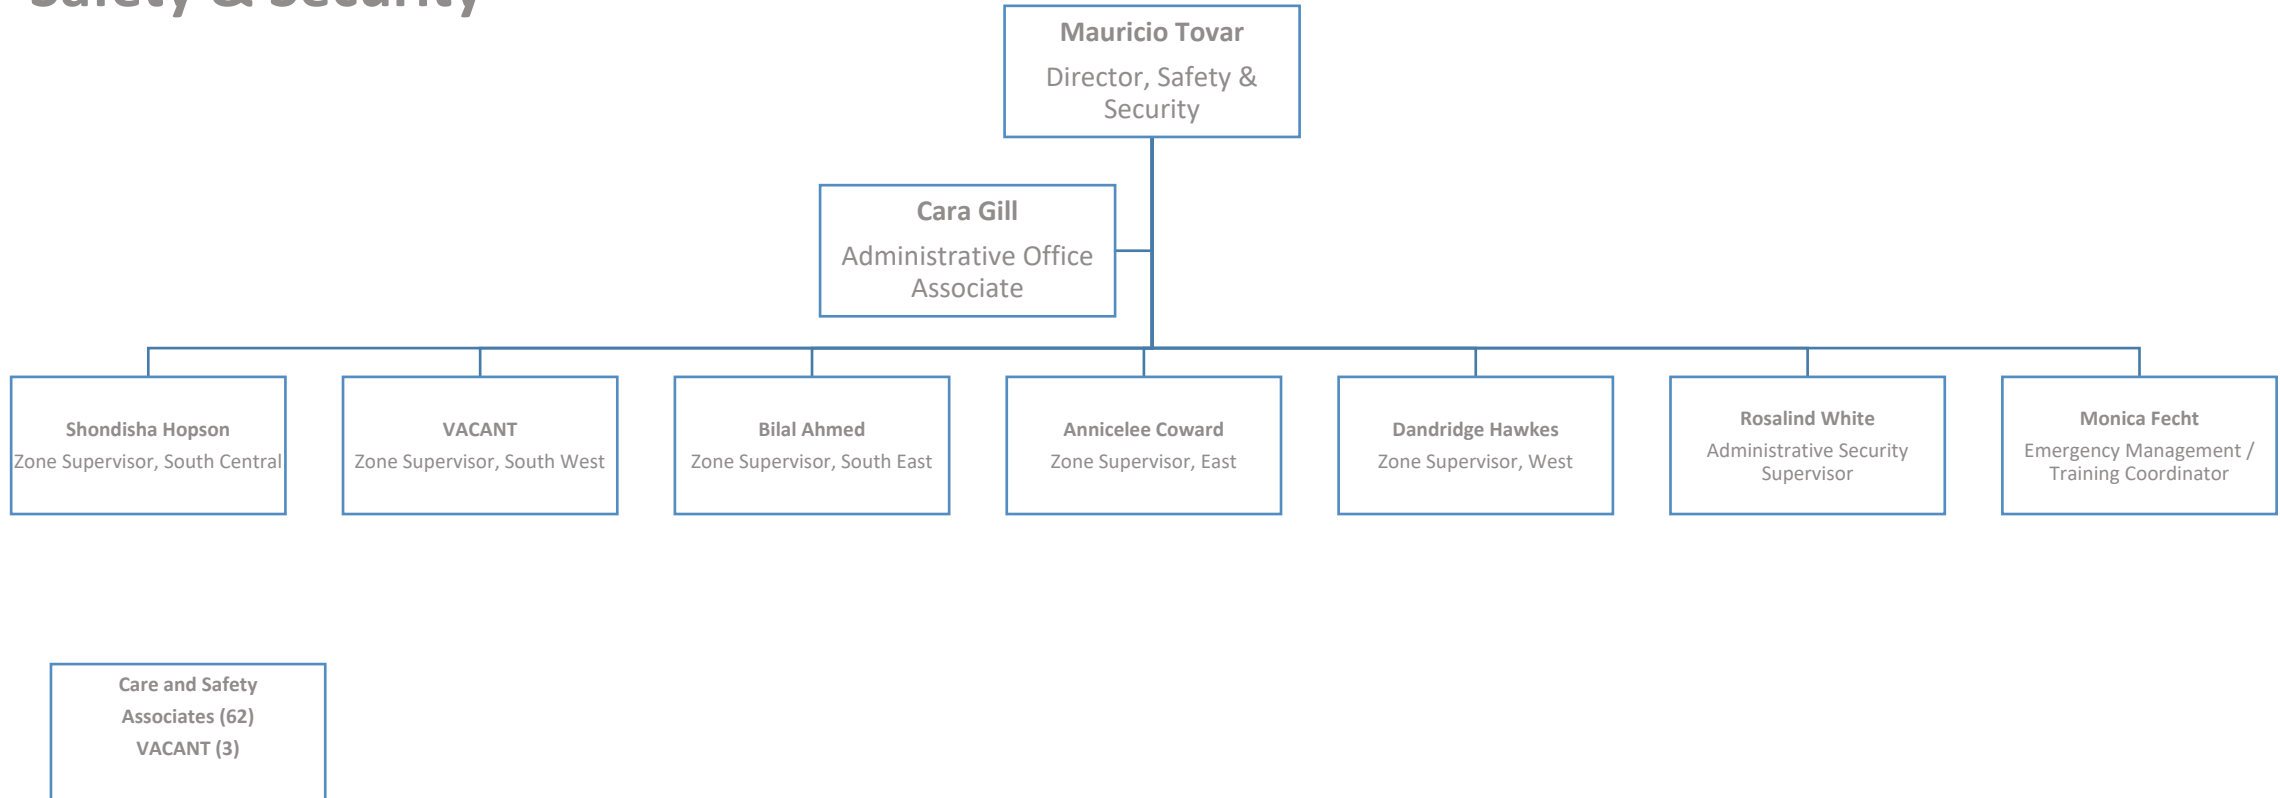 Safety & Security
Mauricio Tovar
Director, Safety &
Security
Cara Gill
Administrative Office
Associate
Shondisha Hopson
Zone Supervisor, South Central
VACANT
Zone Supervisor, South West
Bilal Ahmed
Zone Supervisor, South East
Annicelee Coward
Zone Supervisor, East
Dandridge Hawkes
Zone Supervisor, West
Rosalind White
Administrative Security
Supervisor
Monica Fecht
Emergency Management /
Training Coordinator
Care and Safety
Associates (62)
VACANT (3)